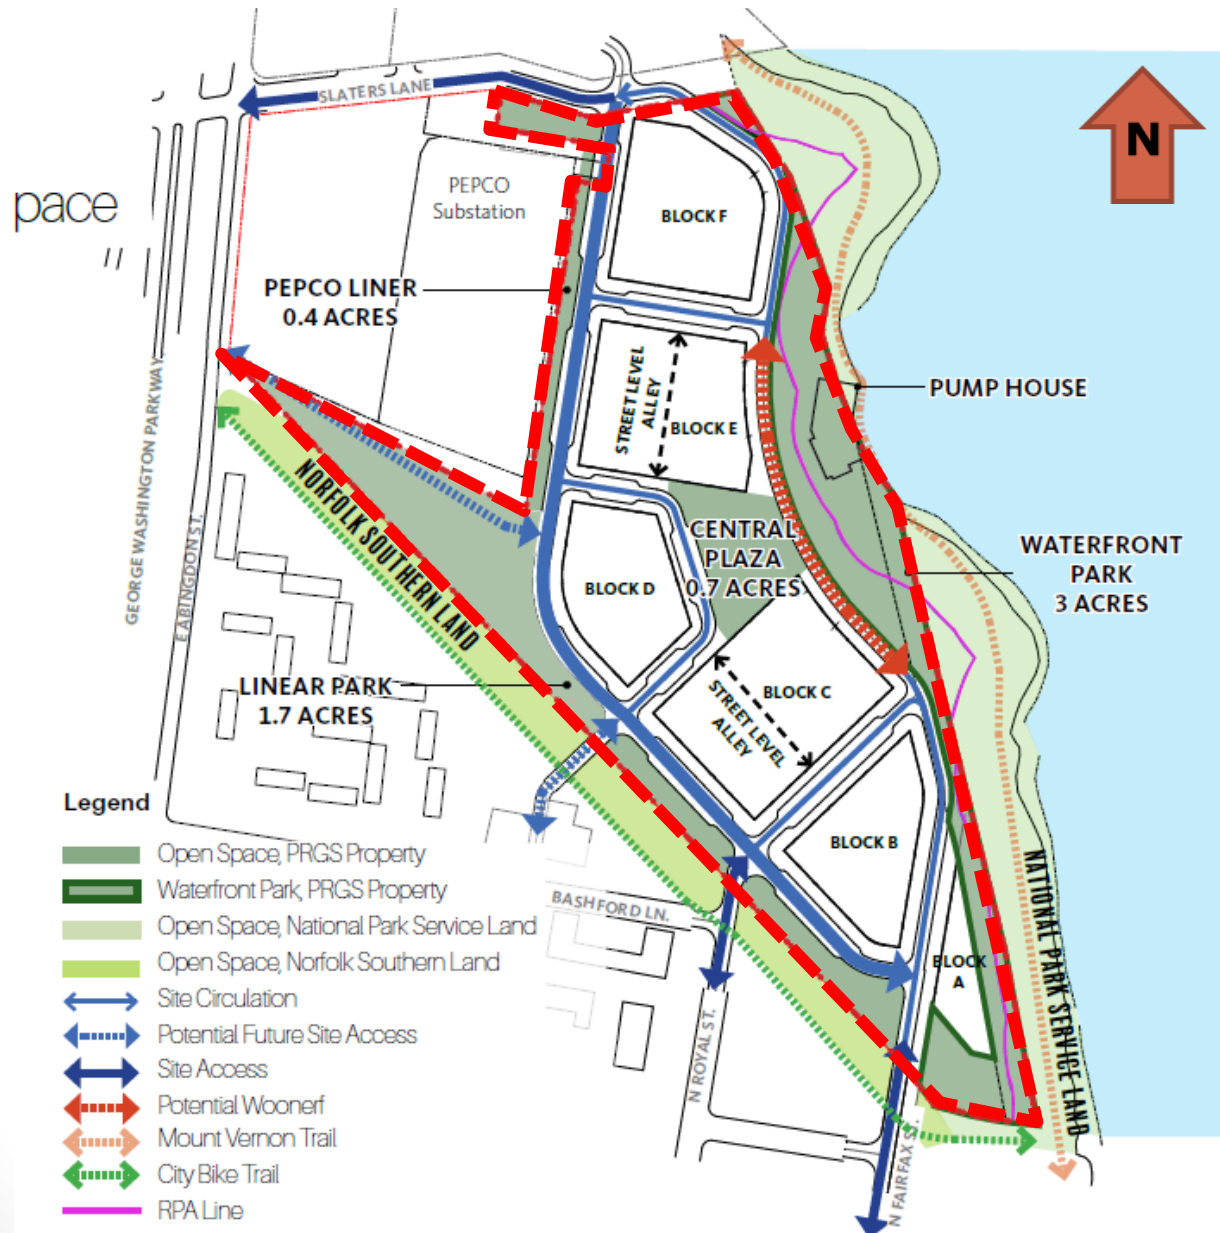 SLATERS LANE
N
pace
PEPCO
Substation
BLOCK F
PEPCO LINER
0.4 ACRES
STREET LEVEL
ALLEY
BLOCK E
PUMP HOUSE
GEORGE WASHINGTON PARKWAY
E ABINGDON ST.
NORFOLK SOUTHERN LAND
CENTRAL
PLAZA
0.7 ACRES
WATERFRONT
PARK
3 ACRES
BLOCK D
LINEAR PARK
1.7 ACRES
BLOCK C
STREET LEVEL
ALLEY
BLOCK B
BASHFORD LN.
BLOCK
A
NATIONAL PARK SERVICE LAND
N ROYAL ST.
N FAIRFAX ST.
Legend
Open Space, PRGS Property
Waterfront Park, PRGS Property
Open Space, National Park Service Land
Open Space, Norfolk Southern Land
Site Circulation
Potential Future Site Access
Site Access
Potential Woonerf
Mount Vernon Trail
City Bike Trail
RPA Line